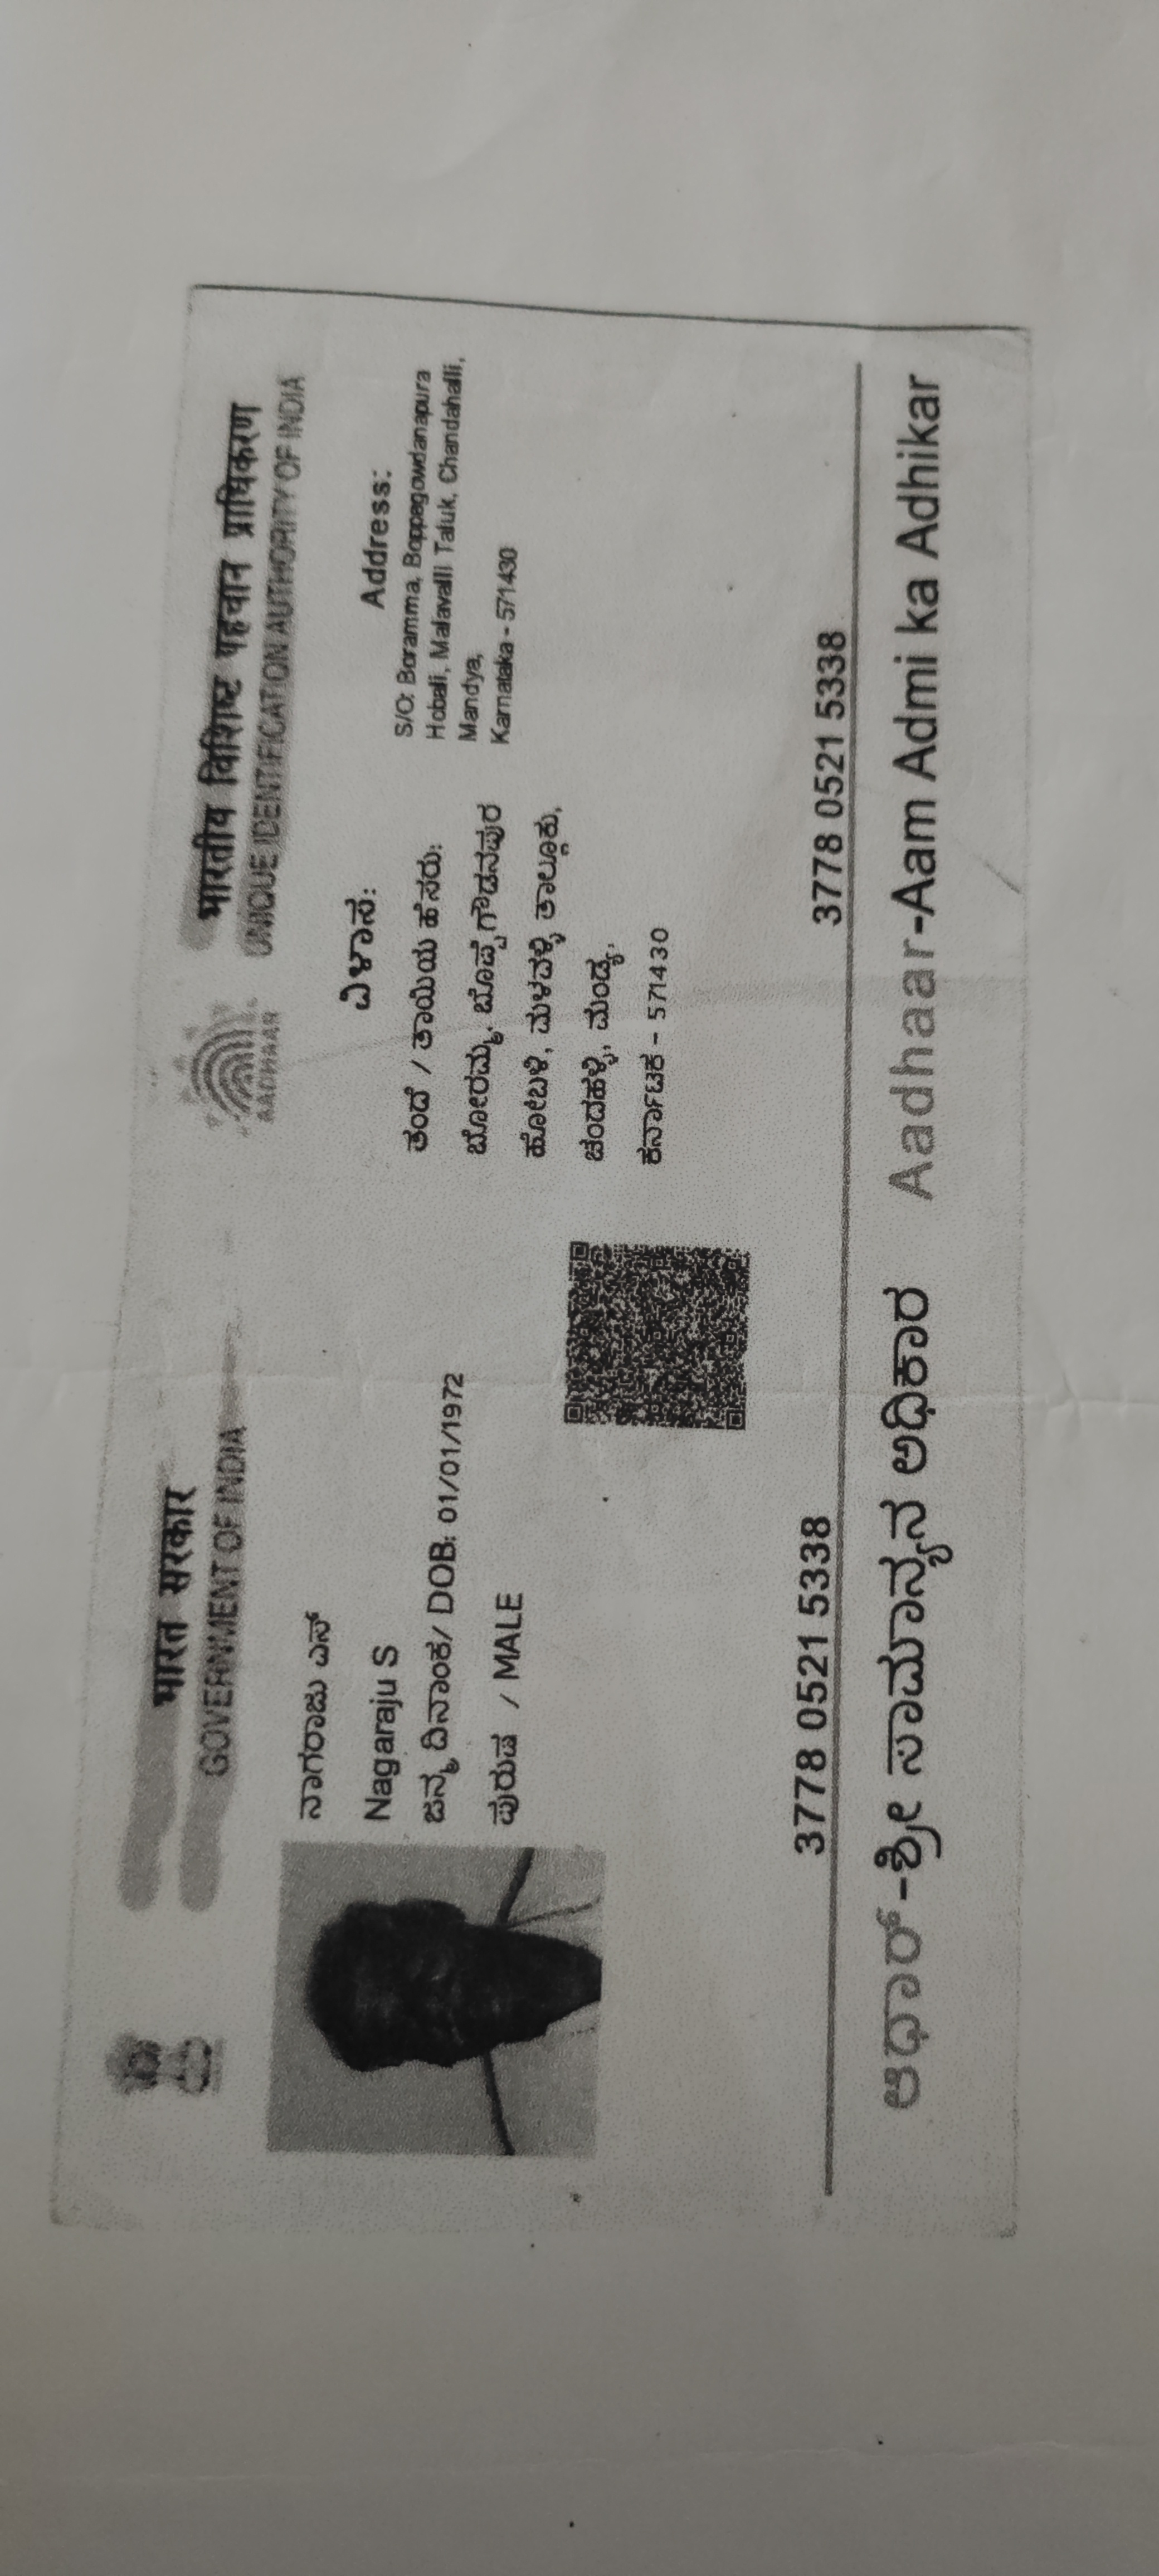 भारत सरकार
GOVERNMENT OF INDIA
ನಾಗರಾಜು ಎಸ್
Nagaraju S
ಜನ್ಮ ದಿನಾಂಕ/ DOB: 01/01/1972
ಪುರುಷ / MALE
3778 0521 5338
ಆಧಾರ್-ಶ್ರೀ ಸಾಮಾನ್ಯನ ಅಧಿಕಾರ
भारतीय विशिष्ट पहचान प्राधिकरण
UNIQUE IDENTIFICATION AUTHORITY OF INDIA
AADHAAR
ವಿಳಾಸ:
ತಂದೆ / ತಾಯಿಯ ಹೆಸರು:
ಬೋರಮ್ಮ, ಬೊಪ್ಪೆಗೌಡನಪುರ
ಹೋಬಳಿ, ಮಳವಳ್ಳಿ ತಾಲ್ಲೂಕು,
ಚಂದಹಳ್ಳಿ, ಮಂಡ್ಯ,
ಕರ್ನಾಟಕ - 571430
Address:
S/O: Boramma, Boppagowdanapura
Hobali, Malavalli Taluk, Chandahalli,
Mandya,
Karnataka - 571430
3778 0521 5338
Aadhaar-Aam Admi ka Adhikar